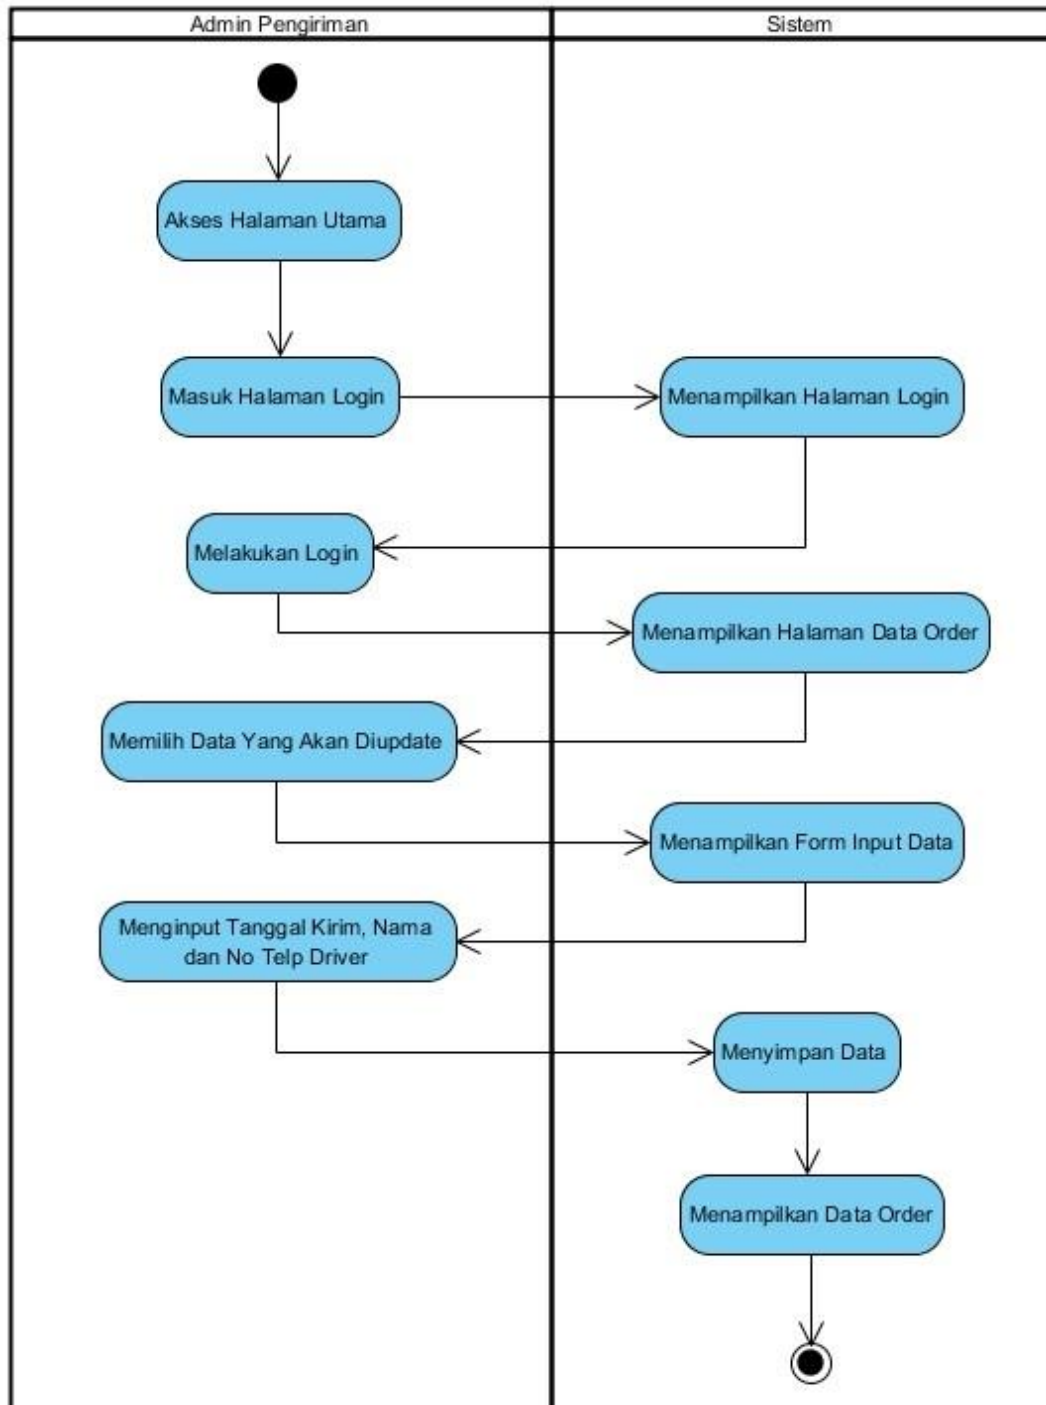 Admin Pengiriman
Sistem
Akses Halaman Utama
Masuk Halaman Login
Menampilkan Halaman Login
Melakukan Login
Menampilkan Halaman Data Order
Memilih Data Yang Akan Diupdate
Menampilkan Form Input Data
Menginput Tanggal Kirim, Nama
dan No Telp Driver
Menyimpan Data
Menampilkan Data Order